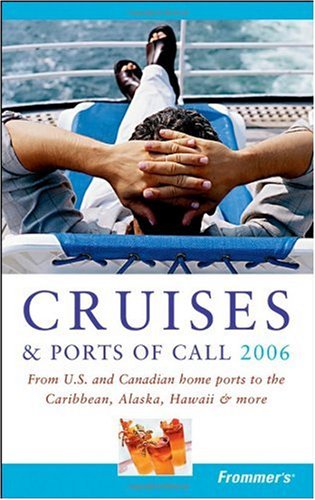 CRUISES
& PORTS OF CALL 2006
From U.S. and Canadian home ports to the
Caribbean, Alaska, Hawaii & more
Frommer's®